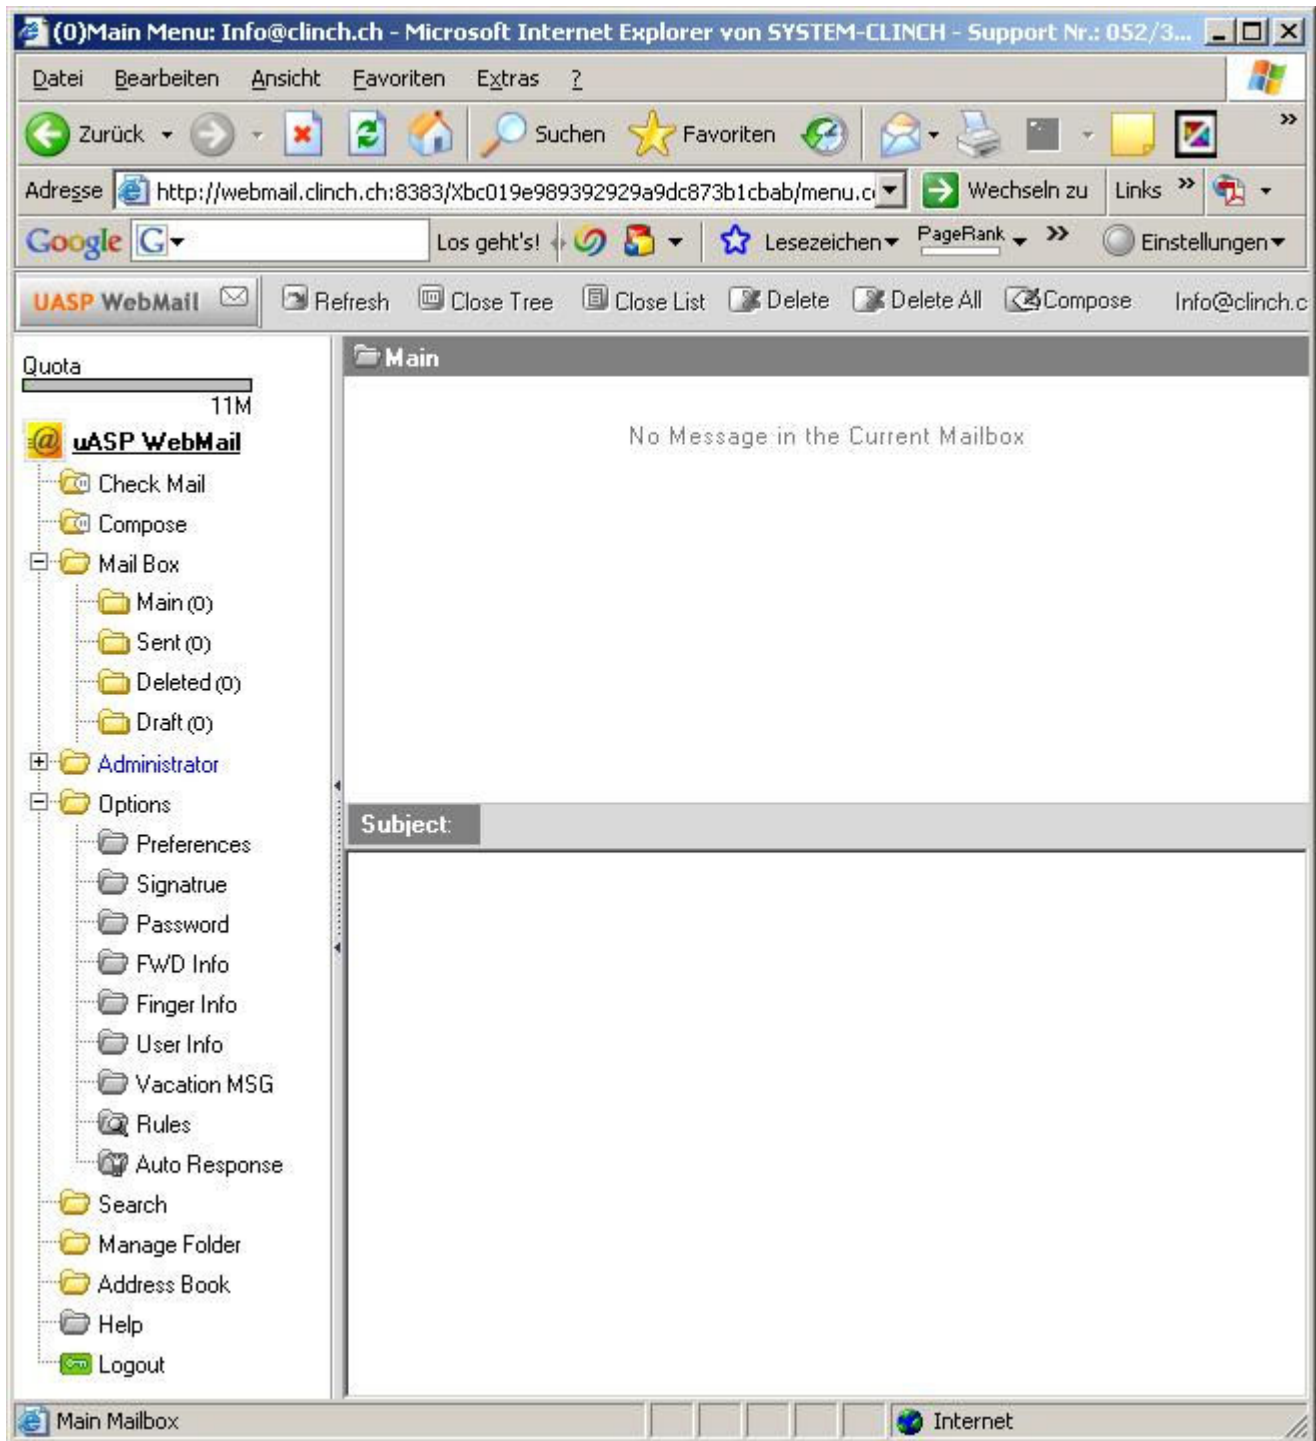 (0)Main Menu: Info@clinch.ch - Microsoft Internet Explorer von SYSTEM-CLINCH - Support Nr.: 052/3...
Datei Bearbeiten Ansicht Favoriten Extras ?
Zurück Suchen Favoriten »
Adresse http://webmail.clinch.ch:8383/Xbc019e989392929a9dc873b1cbab/menu.c Wechseln zu Links »
Google G Los geht's! Lesezeichen PageRank » Einstellungen
UASP WebMail Refresh Close Tree Close List Delete Delete All Compose Info@clinch.c
Quota
11M
uASP WebMail
Check Mail
Compose
Mail Box
Main (0)
Sent (0)
Deleted (0)
Draft (0)
Administrator
Options
Preferences
Signatrue
Password
FWD Info
Finger Info
User Info
Vacation MSG
Rules
Auto Response
Search
Manage Folder
Address Book
Help
Logout
Main
No Message in the Current Mailbox
Subject:
Main Mailbox Internet